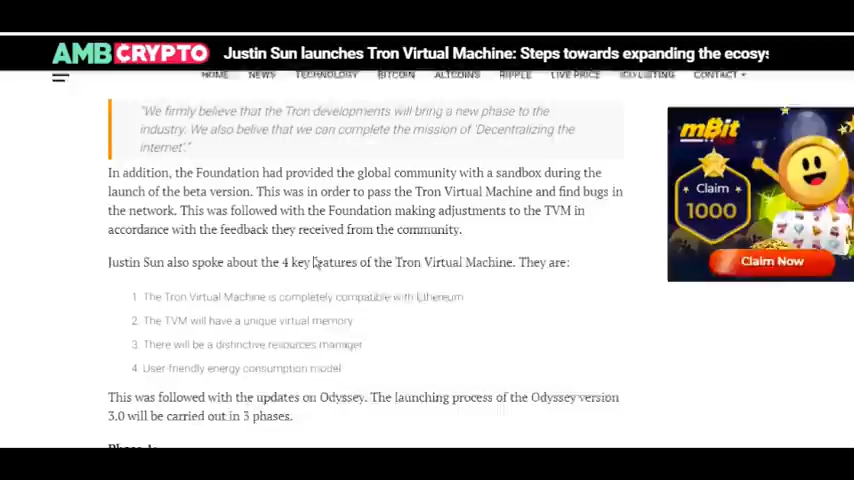 AMBCRYPTO Justin Sun launches Tron Virtual Machine: Steps towards expanding the ecosys
HOME NEWS TECHNOLOGY BITCOIN ALTCOINS RIPPLE LIVE PRICE ICO LISTING CONTACT
"We firmly believe that the Tron developments will bring a new phase to the
industry. We also belive that we can complete the mission of 'Decentralizing the
internet'."
In addition, the Foundation had provided the global community with a sandbox during the
launch of the beta version. This was in order to pass the Tron Virtual Machine and find bugs in
the network. This was followed with the Foundation making adjustments to the TVM in
accordance with the feedback they received from the community.
Justin Sun also spoke about the 4 key features of the Tron Virtual Machine. They are:
1. The Tron Virtual Machine is completely compatible with Ethereum
2. The TVM will have a unique virtual memory
3. There will be a distinctive resources manager
4. User-friendly energy consumption model
This was followed with the updates on Odyssey. The launching process of the Odyssey version
3.0 will be carried out in 3 phases.
mBit
Claim
1000
Claim Now